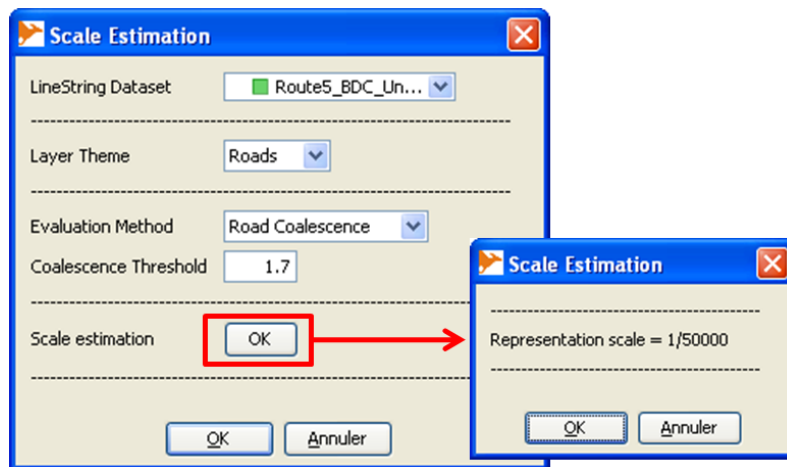 Scale Estimation
LineString Dataset Route5_BDC_Un...
Layer Theme Roads
Evaluation Method Road Coalescence
Coalescence Threshold 1.7
Scale estimation OK
OK Annuler
Scale Estimation
Representation scale = 1/50000
OK Annuler